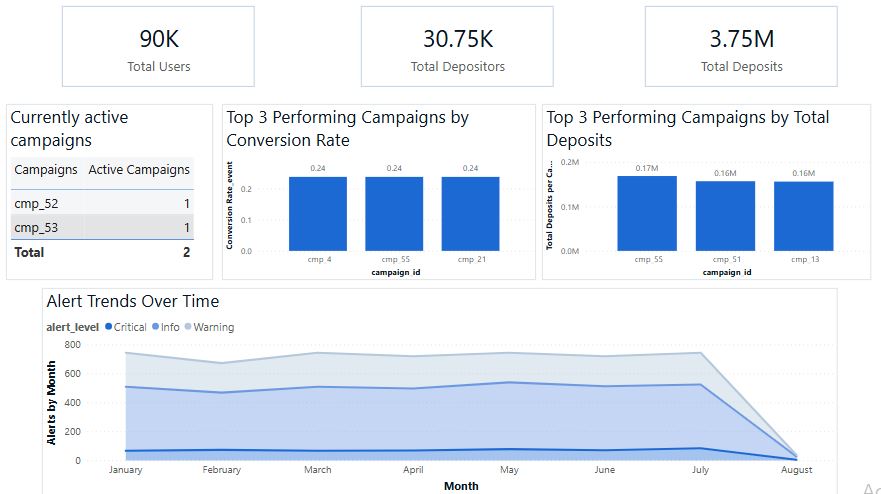 90K
Total Users
30.75K
Total Depositors
3.75M
Total Deposits
Currently active
campaigns
Campaigns Active Campaigns
cmp_52 1
cmp_53 1
Total 2
Top 3 Performing Campaigns by
Conversion Rate
Conversion Rate_event
0.2
0.1
0.0
0.24 0.24 0.24
cmp_4 cmp_55 cmp_21
campaign_id
Top 3 Performing Campaigns by Total
Deposits
Total Deposits per Ca...
0.2M
0.1M
0.0M
0.17M 0.16M 0.16M
cmp_55 cmp_51 cmp_13
campaign_id
Alert Trends Over Time
alert_level Critical Info Warning
Alerts by Month
800
600
400
200
0
January February March April May June July August
Month